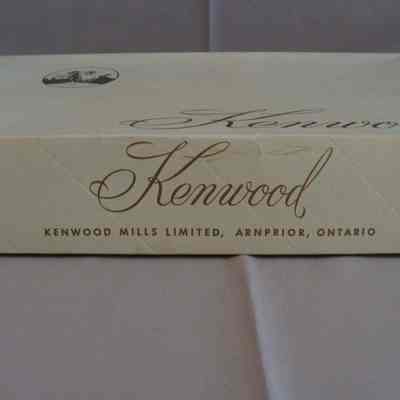 Kenwo
Kenwood
KENWOOD MILLS LIMITED, ARNPRIOR, ONTARIO